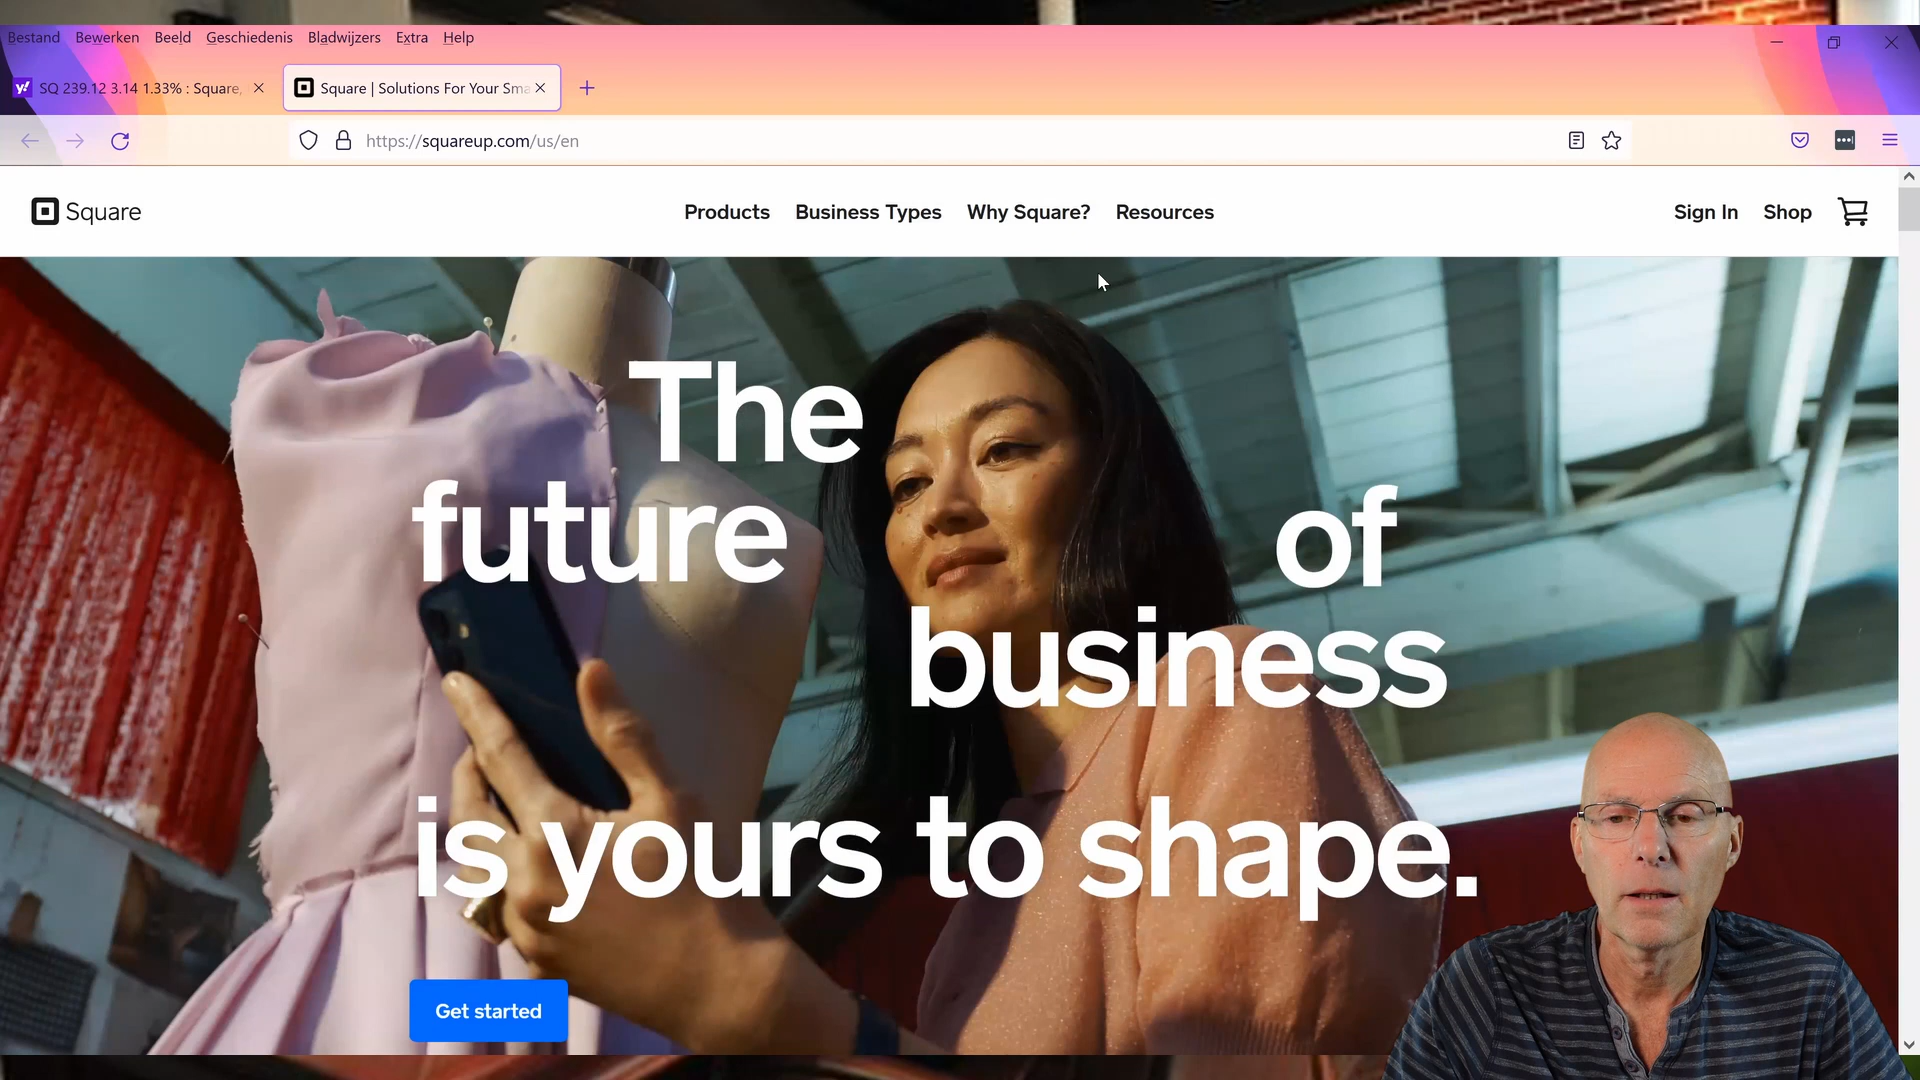 Bestand Bewerken Beeld Geschiedenis Bladwijzers Extra Help
SQ 239.12 3.14 1.33% : Square,
Square | Solutions For Your Sma
https://squareup.com/us/en
Square
Products Business Types Why Square? Resources
Sign In Shop
The
future of
business
is yours to shape.
Get started